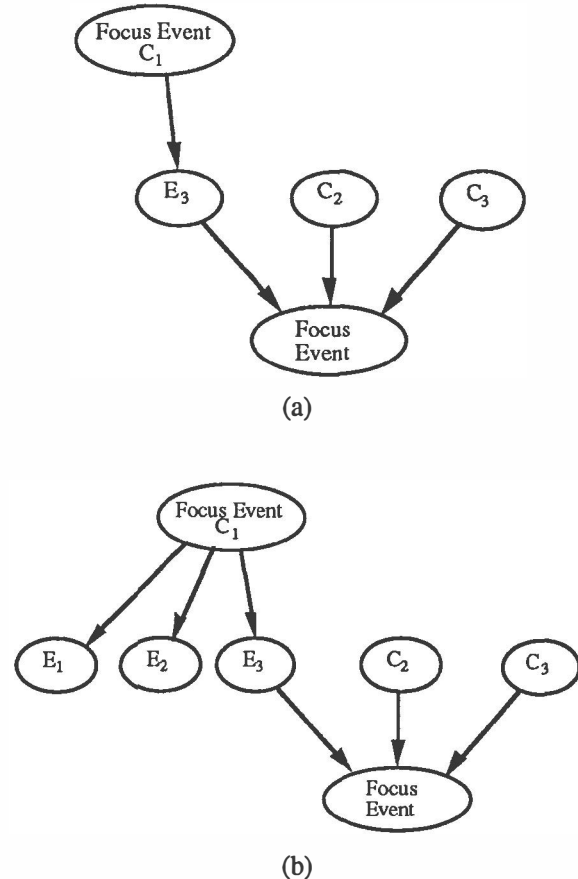 Focus Event
C1
E3
C2
C3
Focus
Event
(a)
Focus Event
C1
E1
E2
E3
C2
C3
Focus
Event
(b)